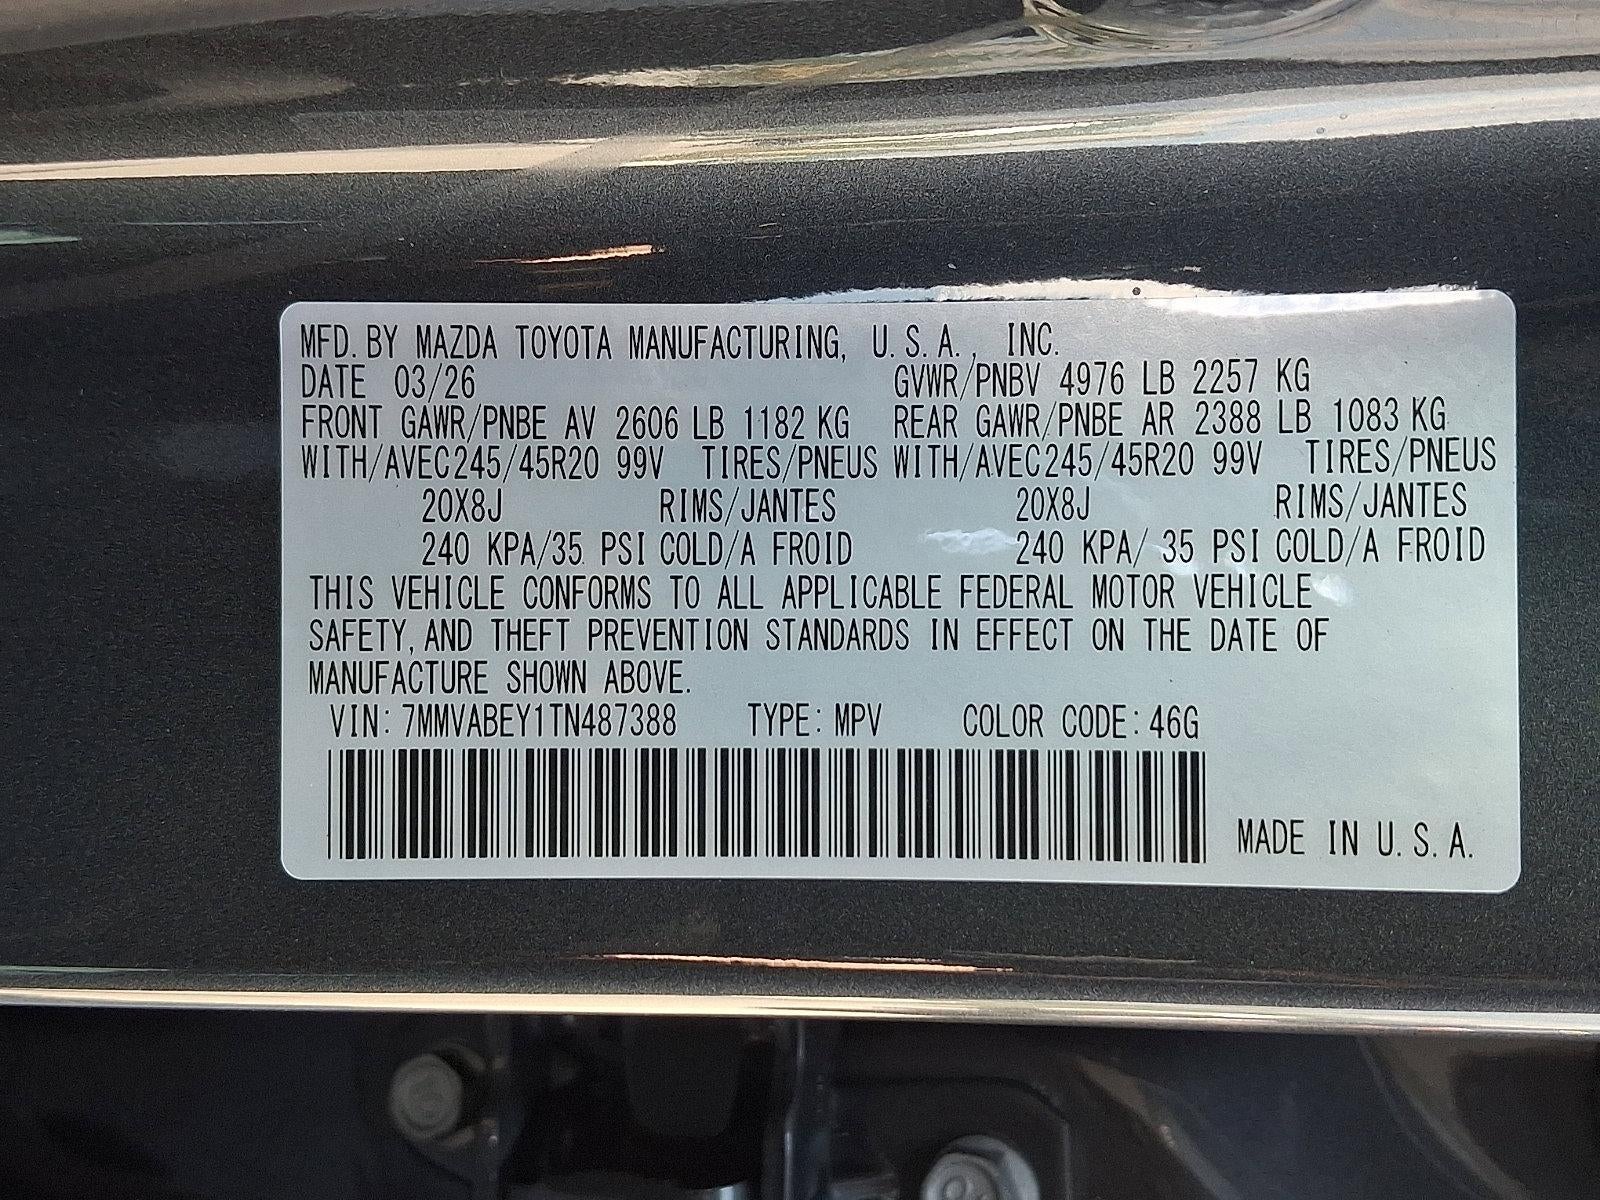 MFD. BY MAZDA TOYOTA MANUFACTURING, U.S.A., INC.
DATE 03/26 GVWR/PNBV 4976 LB 2257 KG
FRONT GAWR/PNBE AV 2606 LB 1182 KG REAR GAWR/PNBE AR 2388 LB 1083 KG
WITH/AVEC245/45R20 99V TIRES/PNEUS WITH/AVEC245/45R20 99V TIRES/PNEUS
20X8J RIMS/JANTES 20X8J RIMS/JANTES
240 KPA/35 PSI COLD/A FROID 240 KPA/ 35 PSI COLD/A FROID
THIS VEHICLE CONFORMS TO ALL APPLICABLE FEDERAL MOTOR VEHICLE
SAFETY, AND THEFT PREVENTION STANDARDS IN EFFECT ON THE DATE OF
MANUFACTURE SHOWN ABOVE.
VIN: 7MMVABEY1TN487388 TYPE: MPV COLOR CODE: 46G
MADE IN U.S.A.